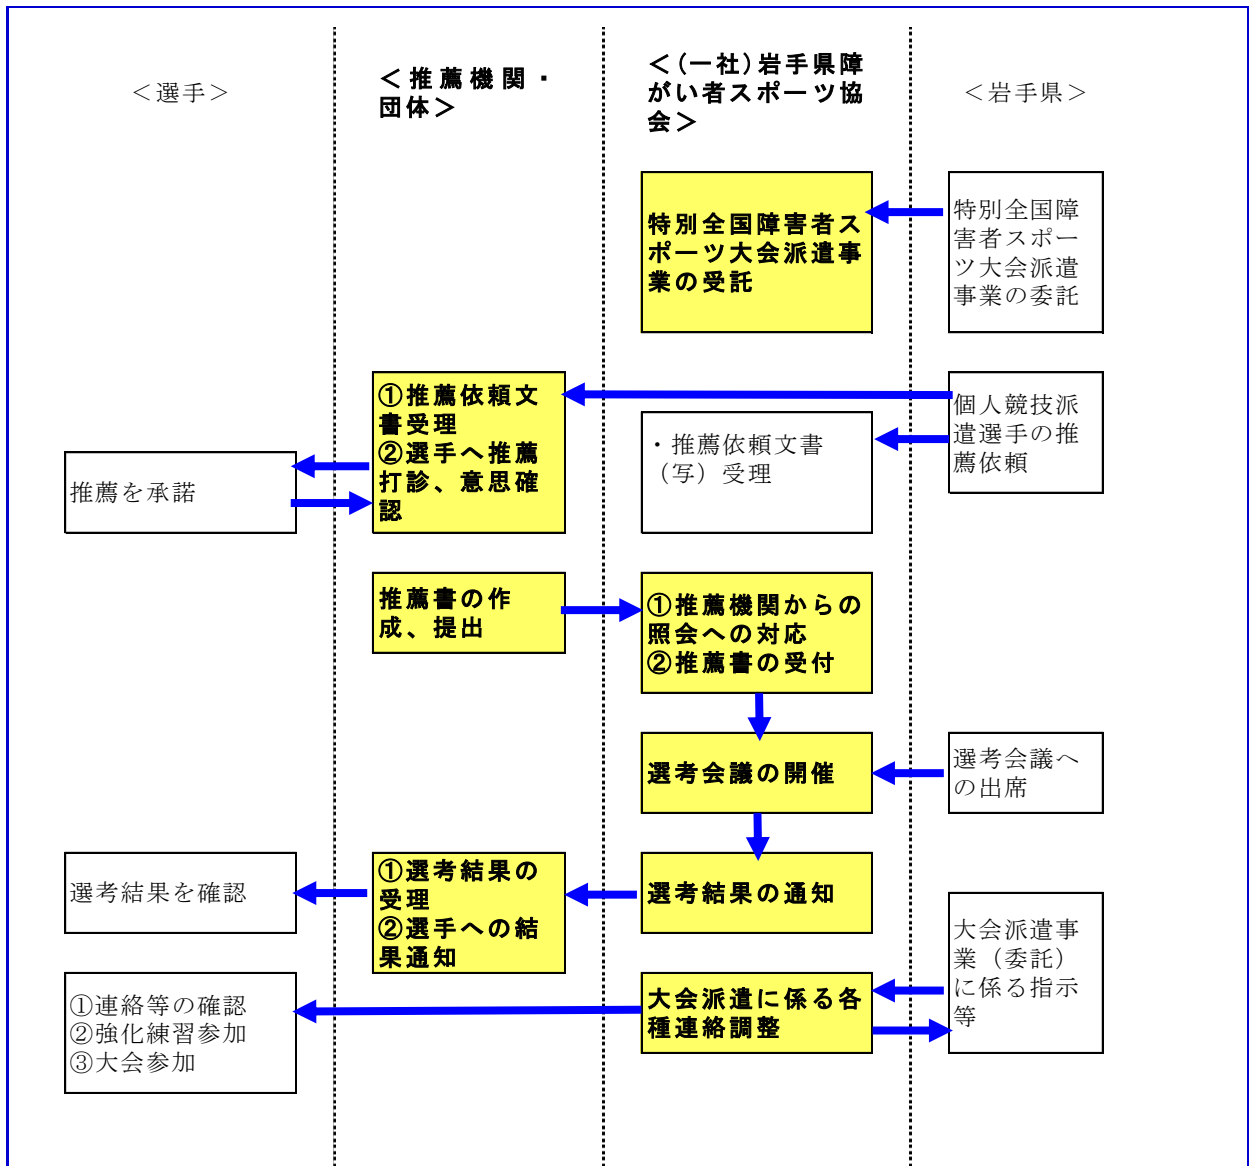 ＜選手＞
＜推薦機関・
団体＞
＜（一社）岩手県障
がい者スポーツ協
会＞
＜岩手県＞
特別全国障害者ス
ポーツ大会派遣事
業の受託
特別全国障
害者スポー
ツ大会派遣
事業の委託
①推薦依頼文
書受理
②選手へ推薦
打診、意思確
認
・推薦依頼文書
（写）受理
個人競技派
遣選手の推
薦依頼
推薦を承諾
推薦書の作
成、提出
①推薦機関からの
照会への対応
②推薦書の受付
選考会議の開催
選考会議へ
の出席
選考結果を確認
①選考結果の
受理
②選手への結
果通知
選考結果の通知
大会派遣事
業（委託）
に係る指示
等
①連絡等の確認
②強化練習参加
③大会参加
大会派遣に係る各
種連絡調整